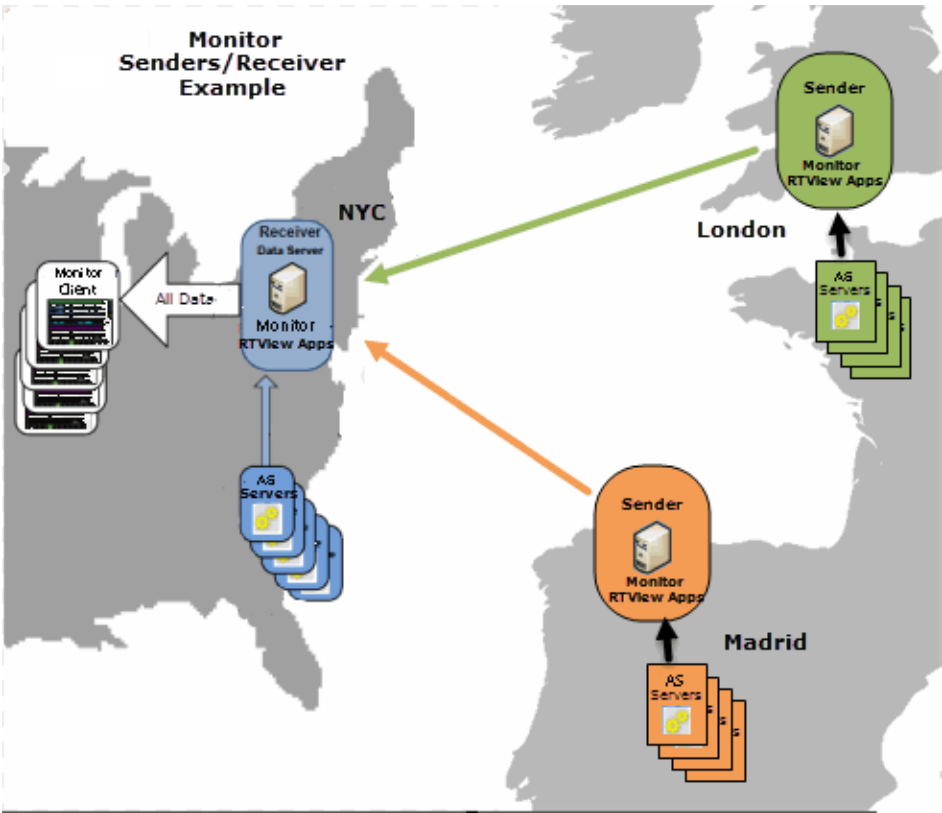 Monitor
Senders/Receiver
Example
Sender
Monitor
RTView Apps
London
AS
Servers
NYC
Receiver
Data Server
Monitor
RTView Apps
All Data
Monitor
Client
AS
Servers
Sender
Monitor
RTView Apps
Madrid
AS
Servers